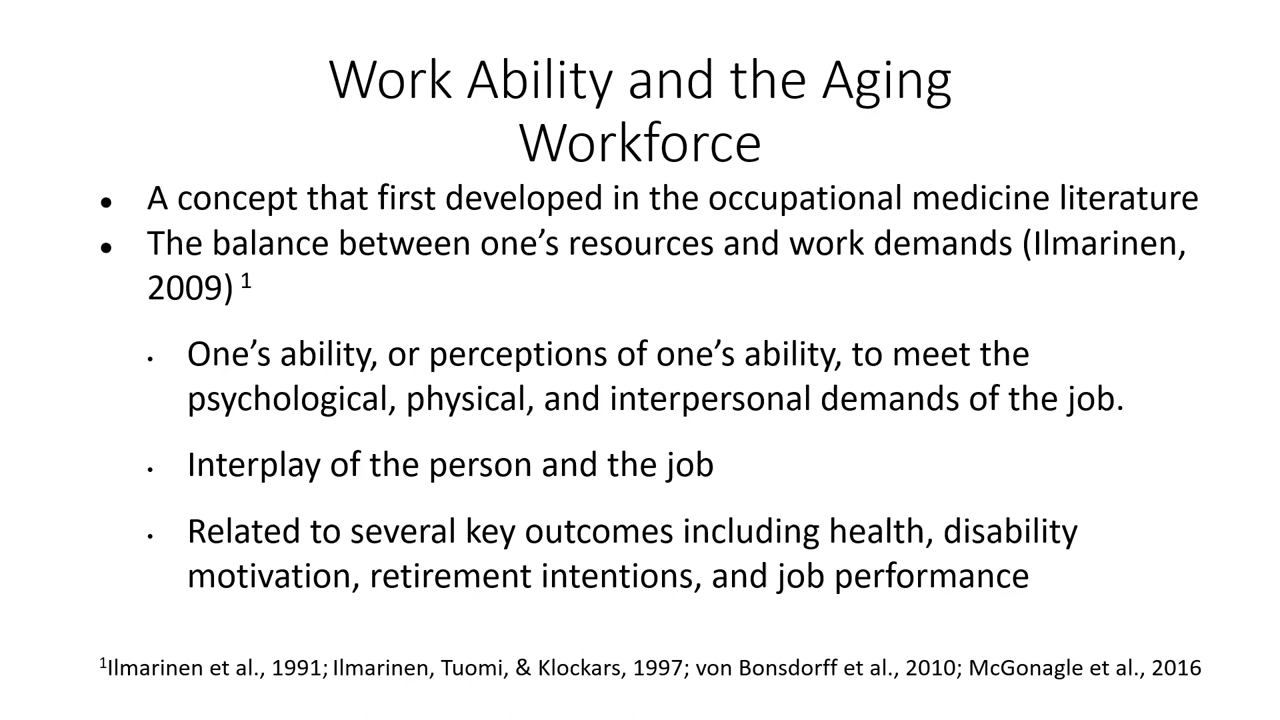 Work Ability and the Aging
Workforce
● A concept that first developed in the occupational medicine literature
● The balance between one’s resources and work demands (Ilmarinen,
2009) ¹
• One’s ability, or perceptions of one’s ability, to meet the
psychological, physical, and interpersonal demands of the job.
• Interplay of the person and the job
• Related to several key outcomes including health, disability
motivation, retirement intentions, and job performance
¹Ilmarinen et al., 1991; Ilmarinen, Tuomi, & Klockars, 1997; von Bonsdorff et al., 2010; McGonagle et al., 2016